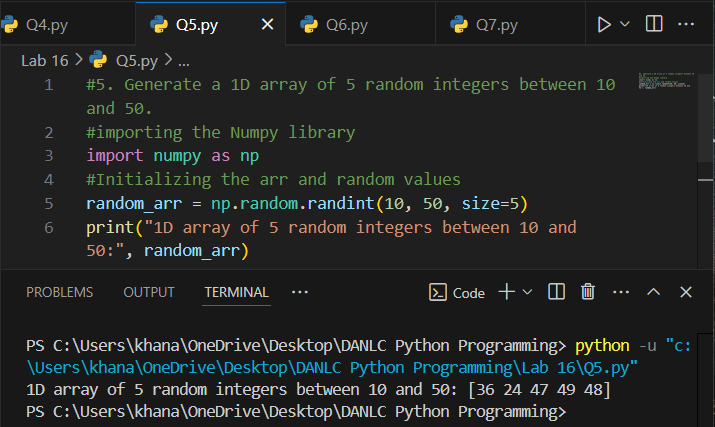 Q4.py Q5.py Q6.py Q7.py
Lab 16 > Q5.py > ...
1 #5. Generate a 1D array of 5 random integers between 10
and 50.
2 #importing the Numpy library
3 import numpy as np
4 #Initializing the arr and random values
5 random_arr = np.random.randint(10, 50, size=5)
6 print("1D array of 5 random integers between 10 and
50:", random_arr)
PROBLEMS OUTPUT TERMINAL ... Code
PS C:\Users\khana\OneDrive\Desktop\DANLC Python Programming> python -u "c:
\Users\khana\OneDrive\Desktop\DANLC Python Programming\Lab 16\Q5.py"
1D array of 5 random integers between 10 and 50: [36 24 47 49 48]
PS C:\Users\khana\OneDrive\Desktop\DANLC Python Programming>